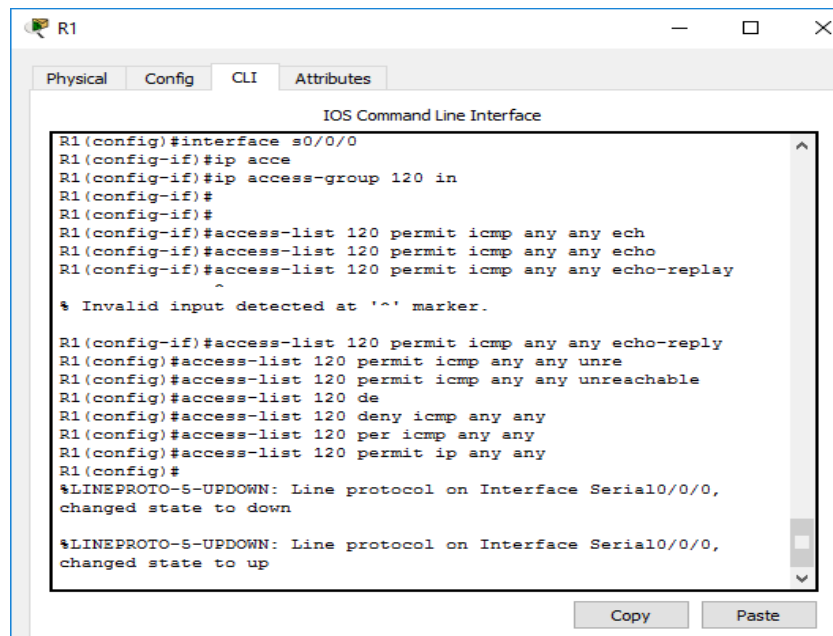 R1
Physical Config CLI Attributes
IOS Command Line Interface
R1(config)#interface s0/0/0
R1(config-if)#ip acce
R1(config-if)#ip access-group 120 in
R1(config-if)#
R1(config-if)#
R1(config-if)#access-list 120 permit icmp any any ech
R1(config-if)#access-list 120 permit icmp any any echo
R1(config-if)#access-list 120 permit icmp any any echo-replay
^
% Invalid input detected at '^' marker.
R1(config-if)#access-list 120 permit icmp any any echo-reply
R1(config)#access-list 120 permit icmp any any unre
R1(config)#access-list 120 permit icmp any any unreachable
R1(config)#access-list 120 de
R1(config)#access-list 120 deny icmp any any
R1(config)#access-list 120 per icmp any any
R1(config)#access-list 120 permit ip any any
R1(config)#
%LINEPROTO-5-UPDOWN: Line protocol on Interface Serial0/0/0,
changed state to down
%LINEPROTO-5-UPDOWN: Line protocol on Interface Serial0/0/0,
changed state to up
Copy Paste